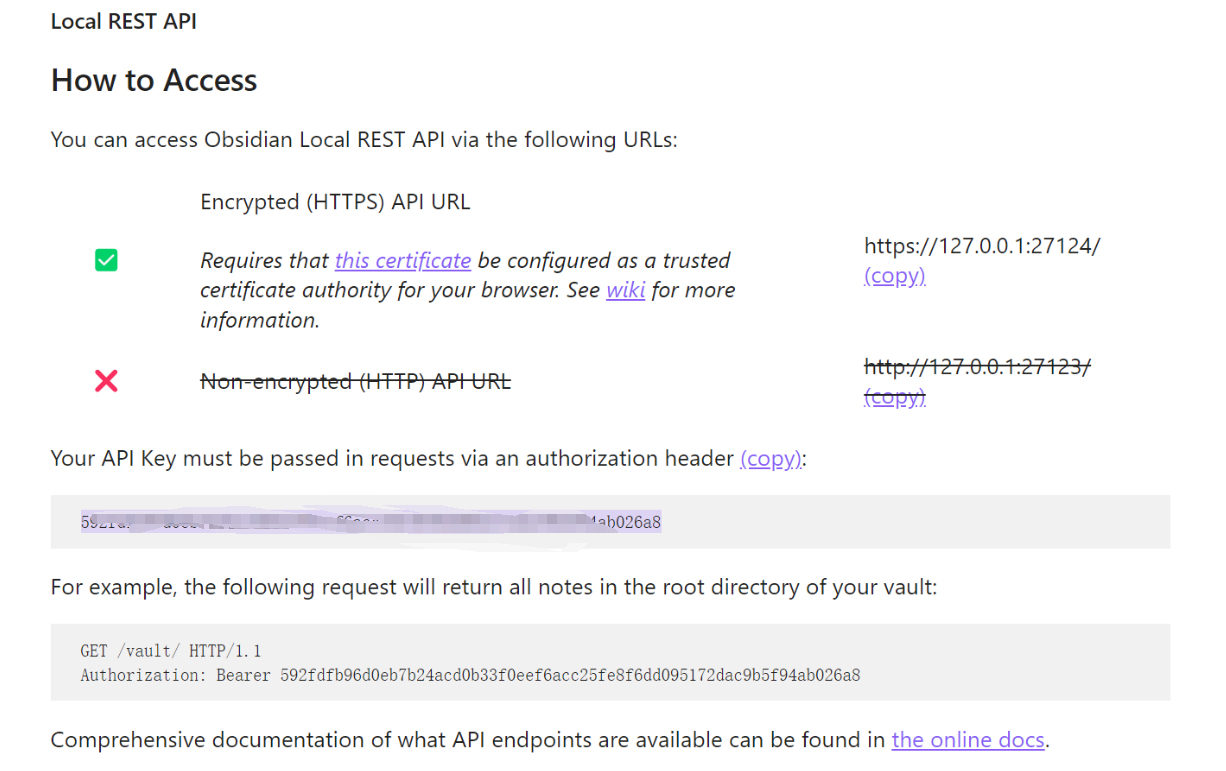 Local REST API
How to Access
You can access Obsidian Local REST API via the following URLs:
Encrypted (HTTPS) API URL
Requires that this certificate be configured as a trusted
certificate authority for your browser. See wiki for more
information.
https://127.0.0.1:27124/
(copy)
Non-encrypted (HTTP) API URL
http://127.0.0.1:27123/
(copy)
Your API Key must be passed in requests via an authorization header (copy):
For example, the following request will return all notes in the root directory of your vault:
GET /vault/ HTTP/1.1
Authorization: Bearer 592fdfb96d0eb7b24acd0b33f0eef6acc25fe8f6dd095172dac9b5f94ab026a8
Comprehensive documentation of what API endpoints are available can be found in the online docs.